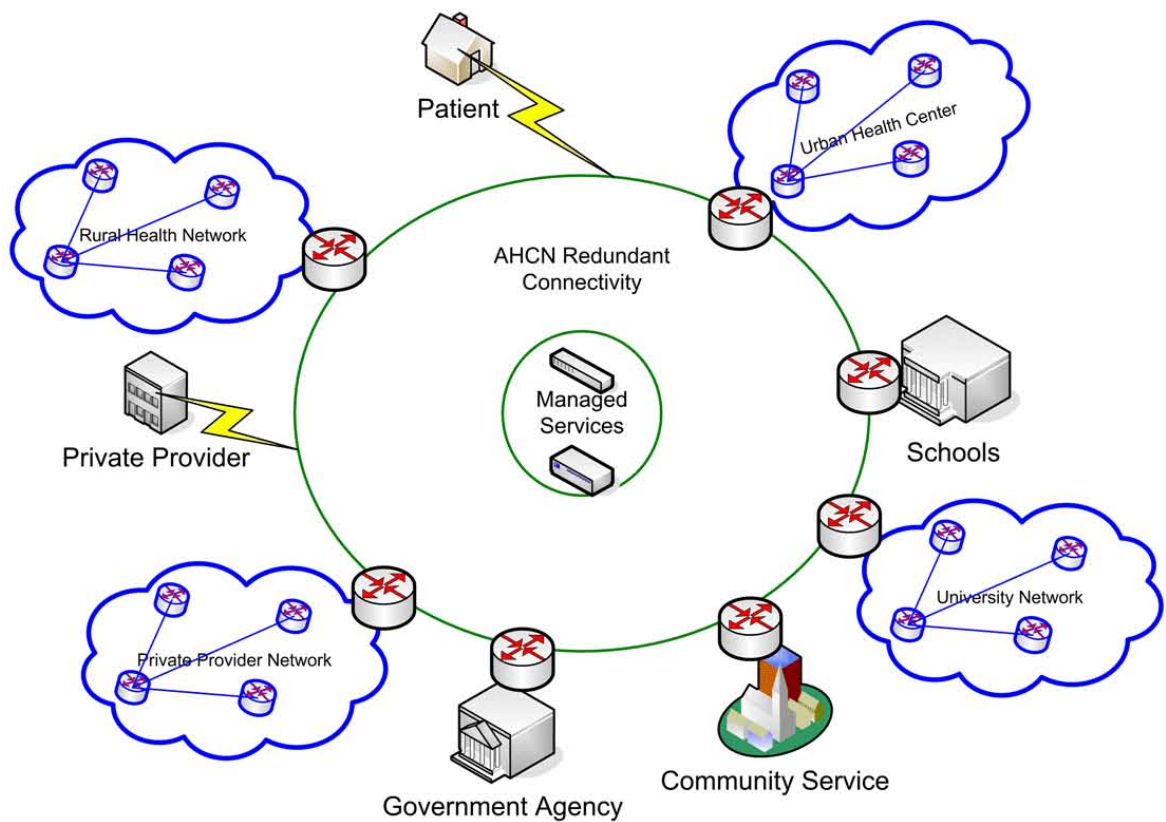 Patient
Urban Health Center
Rural Health Network
AHCN Redundant
Connectivity
Managed
Services
Private Provider
Schools
University Network
Private Provider Network
Community Service
Government Agency